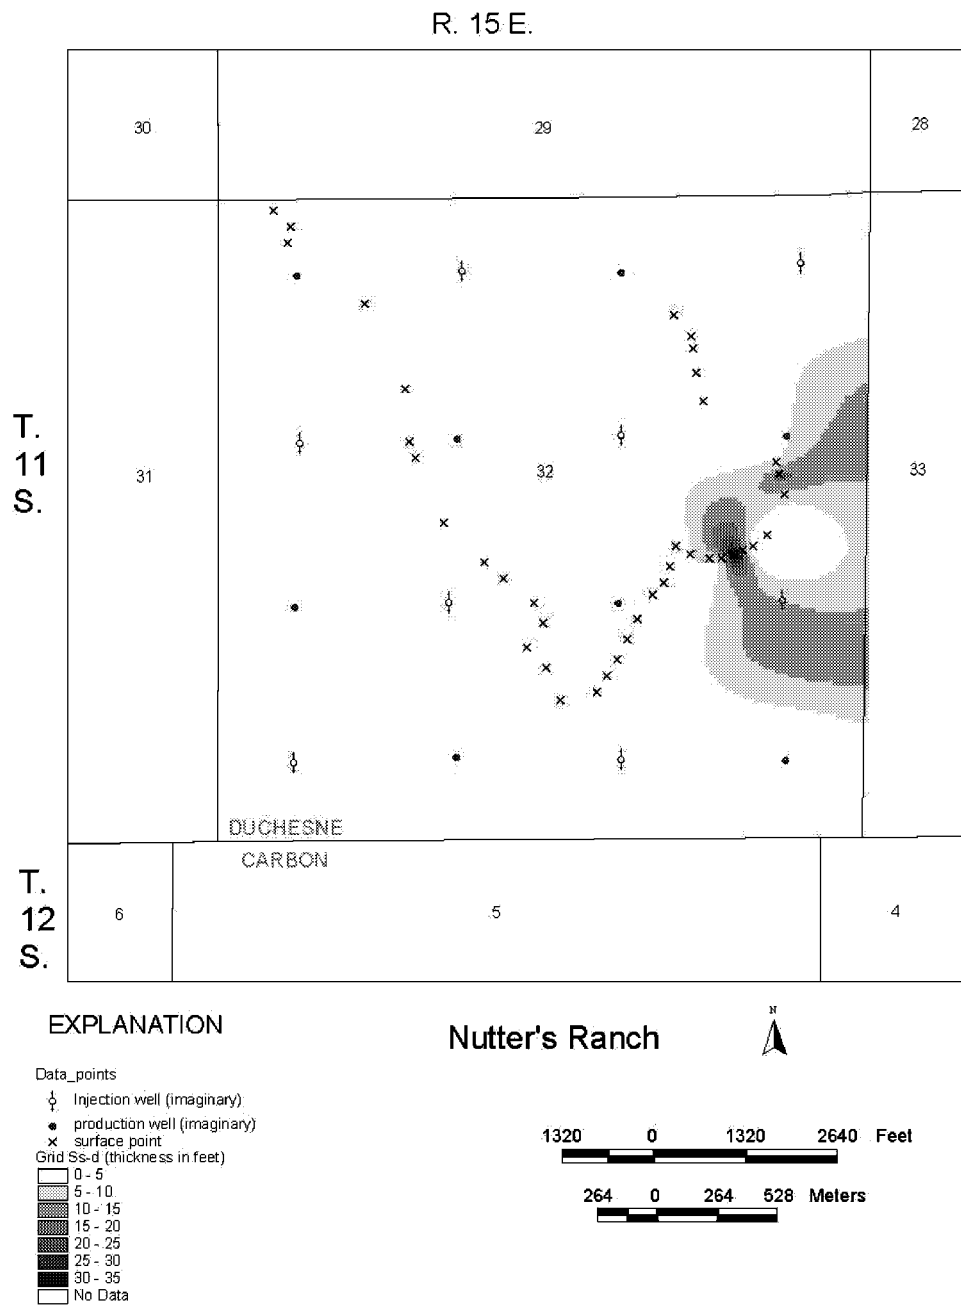 R. 15 E.
30
29
28
T.
11
S.
31
32
33
DUCHESNE
CARBON
T.
12
S.
6
5
4
EXPLANATION
Nutter's Ranch
N
Data_points
Injection well (imaginary)
production well (imaginary)
surface point
Grid Ss-d (thickness in feet)
0 - 5
5 - 10
10 - 15
15 - 20
20 - 25
25 - 30
30 - 35
No Data
1320 0 1320 2640 Feet
264 0 264 528 Meters